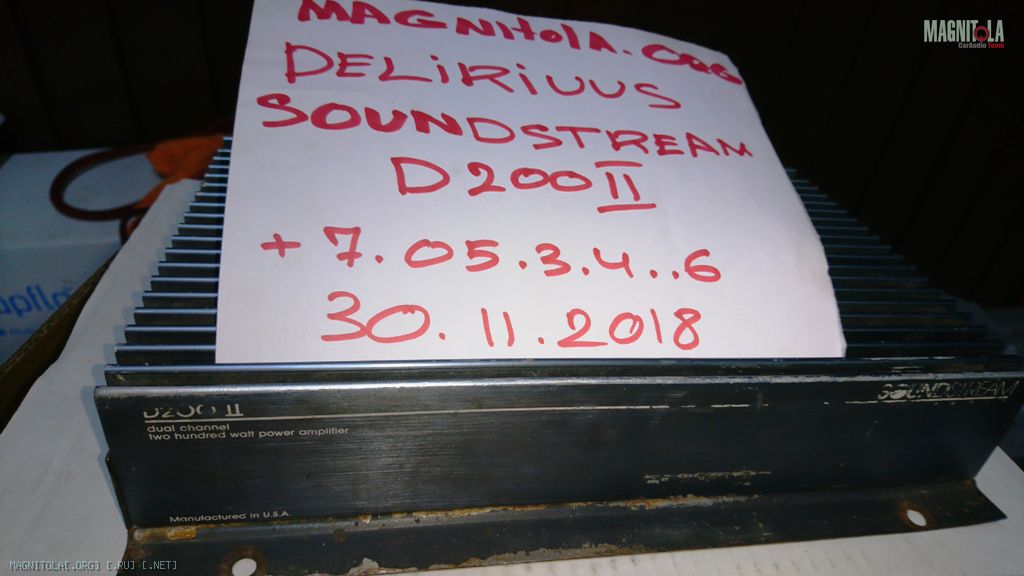 MAGNITOLA
CarAudio Team
MAGNITOLA.ORG
DELIRIUUS
SOUNDSTREAM
D200 II
+7.05.3.4..6
30.11.2018
D200 II
SOUNDSTREAM
dual channel
two hundred watt power amplifier
Manufactured in U.S.A.
MAGNITOLA[.ORG] [.RU] [.NET]